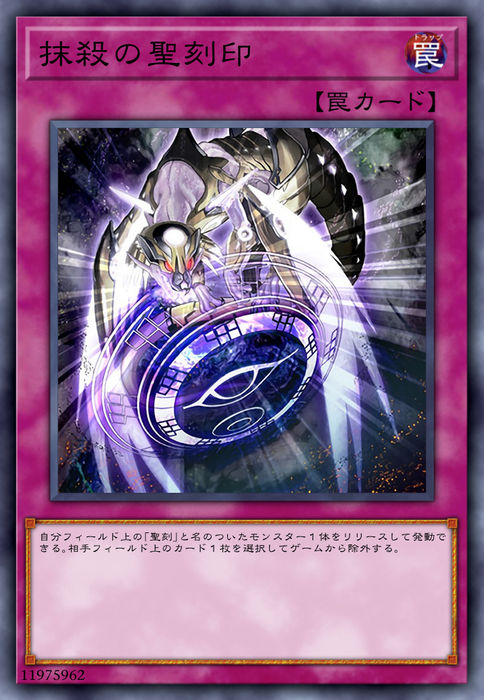 抹殺の聖刻印
トラップ
罠
【罠カード】
自分フィールド上の「聖刻」と名のついたモンスター1体をリリースして発動で
きる。相手フィールド上のカード1枚を選択してゲームから除外する。
11975962